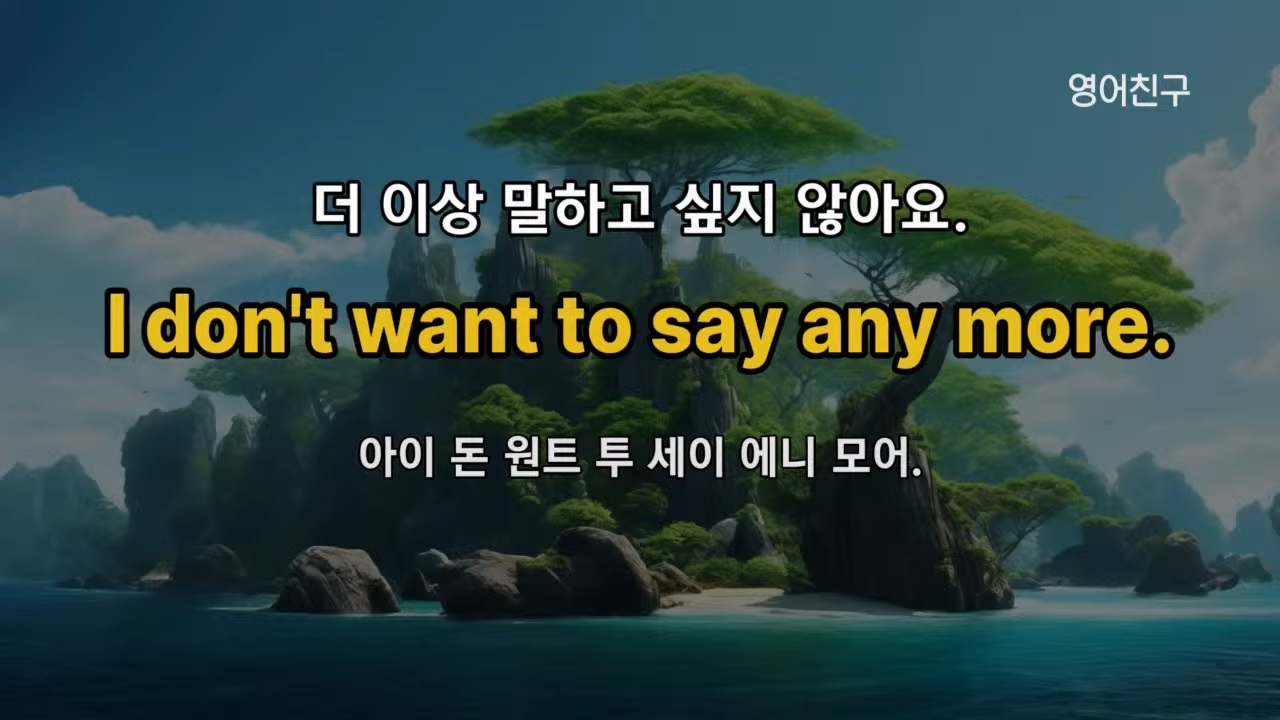 영어친구
더 이상 말하고 싶지 않아요.
I don't want to say any more.
아이 돈 원트 투 세이 에니 모어.